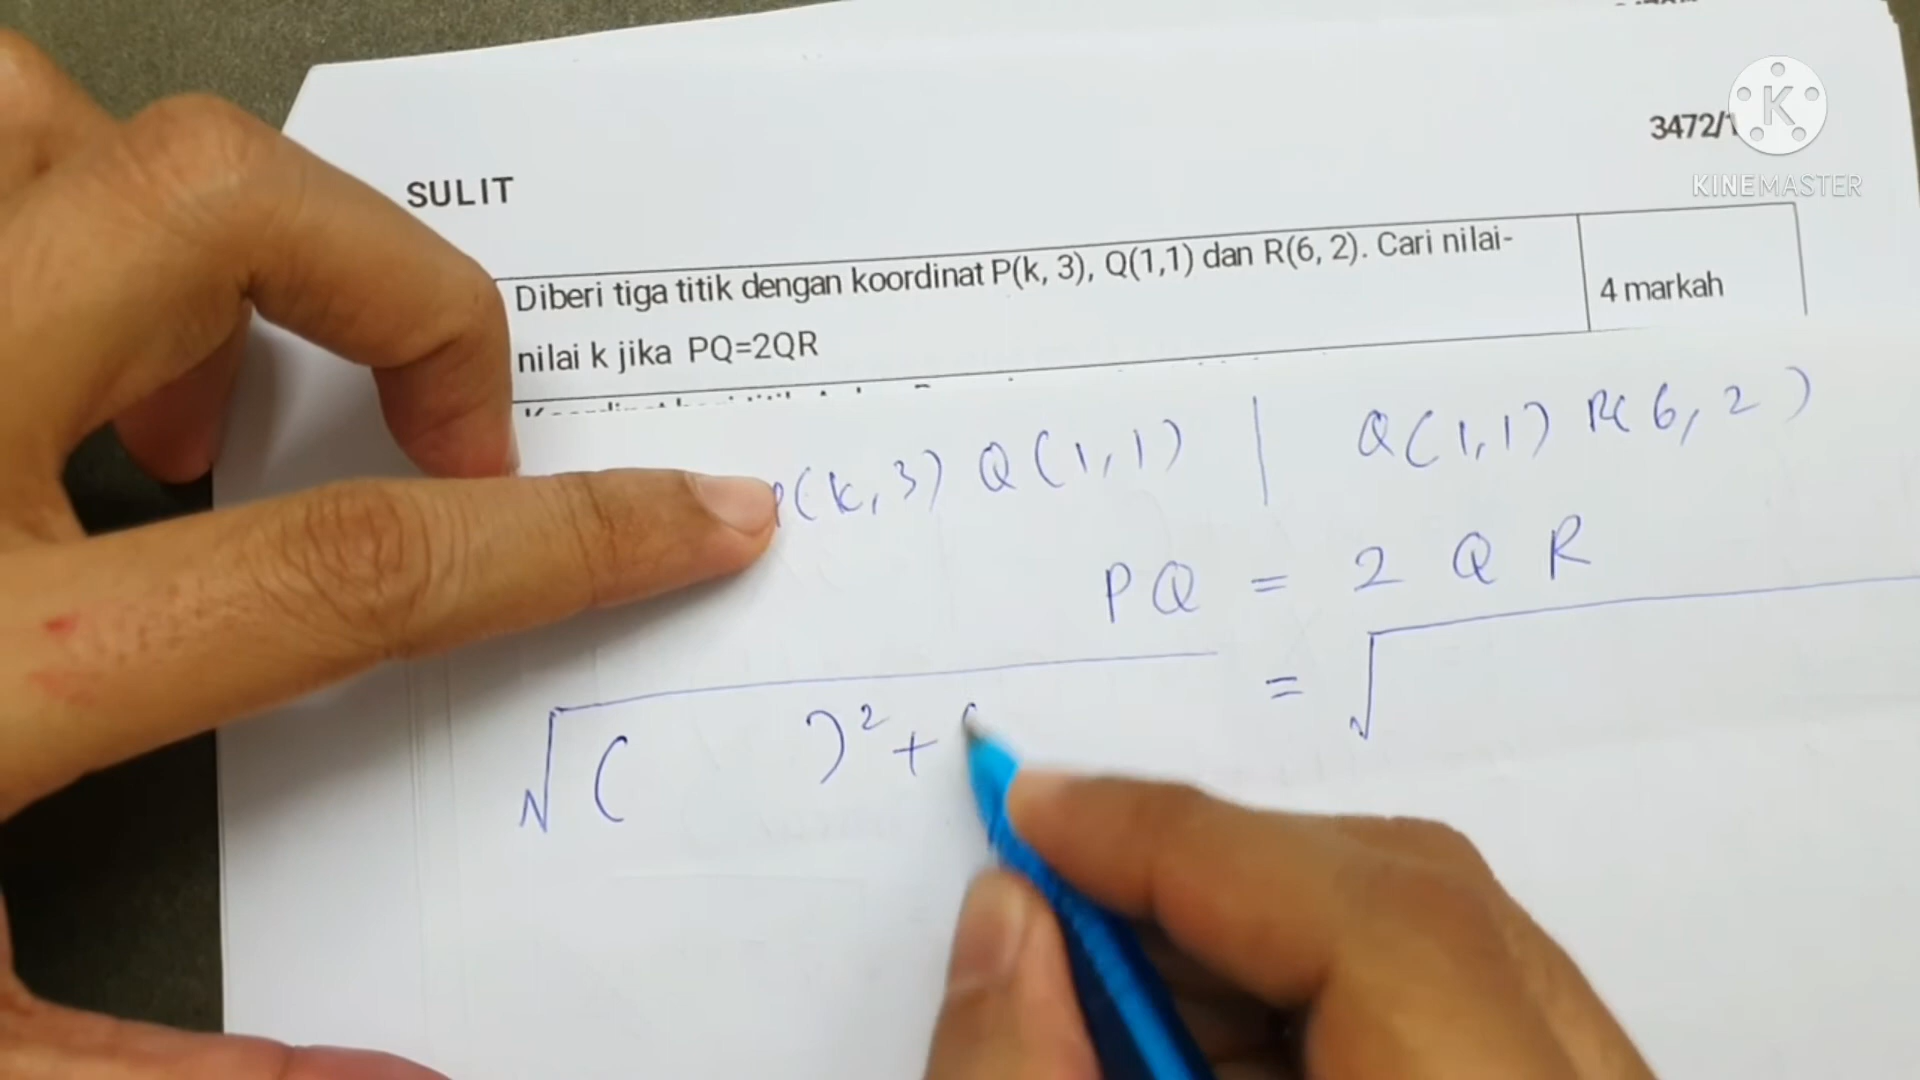 3472/1
KINEMASTER
SULIT
Diberi tiga titik dengan koordinat P(k, 3), Q(1,1) dan R(6, 2). Cari nilai-
nilai k jika PQ=2QR
4 markah
P(k, 3) Q(1, 1) | Q(1,1) R(6, 2)
PQ = 2 Q R
√( )² + ( = √